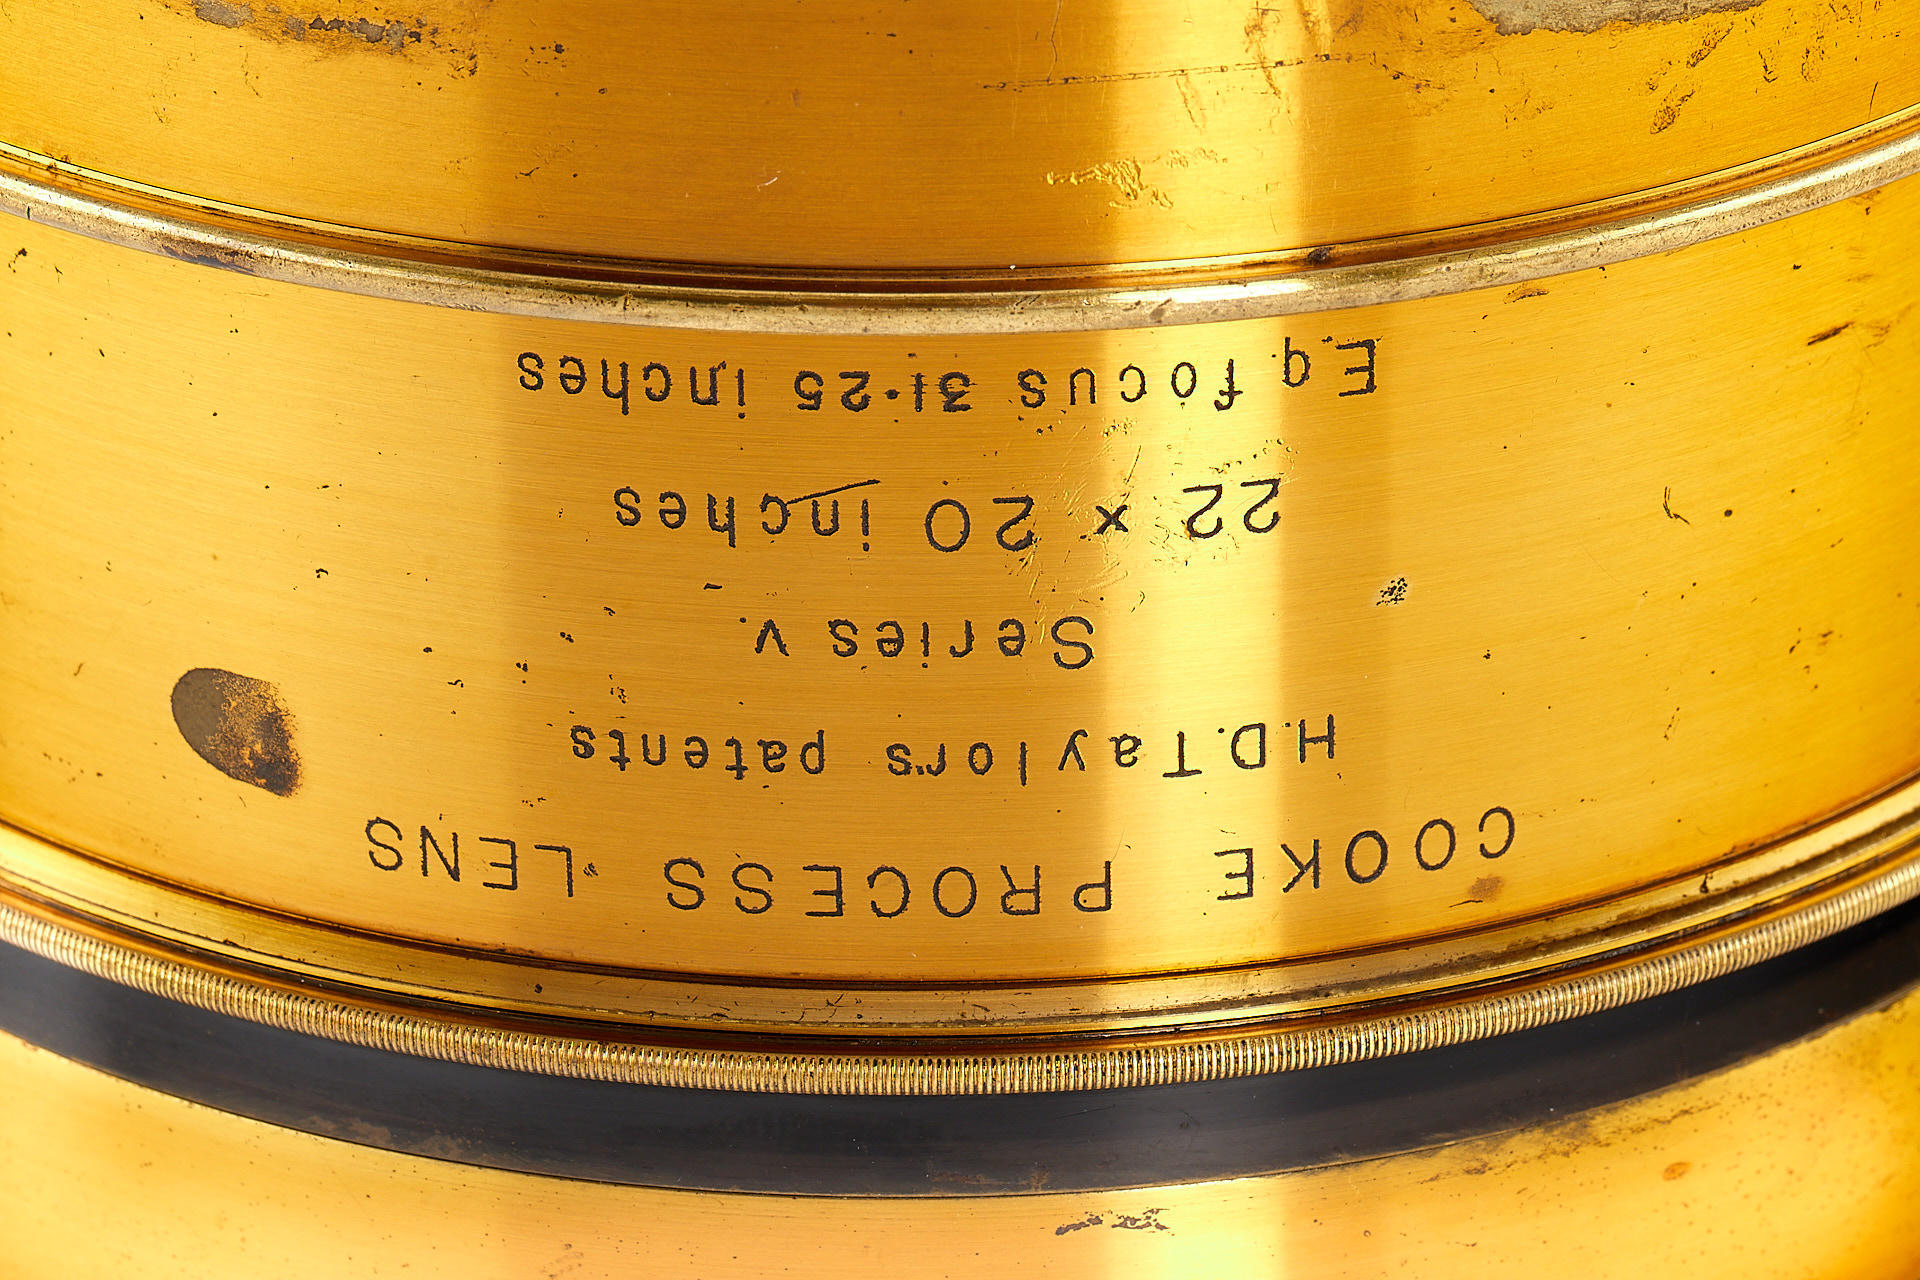 COOKE PROCESS LENS
H.D.Taylor's patents
Series v.
22 x 20 inches
Eq. focus 31·25 inches